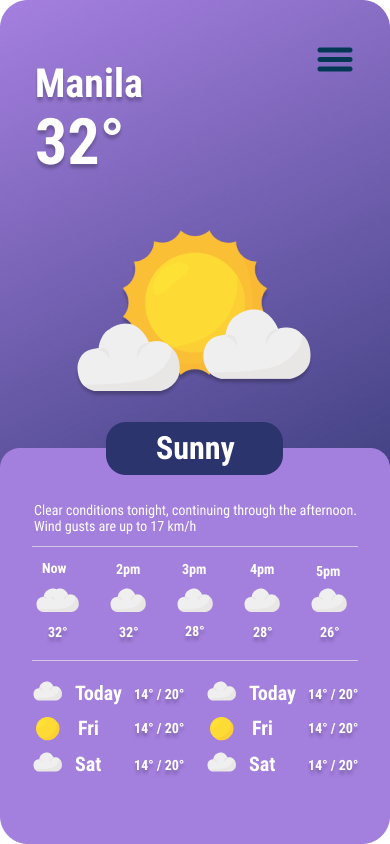 Manila
32°
Sunny
Clear conditions tonight, continuing through the afternoon.
Wind gusts are up to 17 km/h
Now 2pm 3pm 4pm 5pm
32° 32° 28° 28° 26°
Today 14° / 20° Today 14° / 20°
Fri 14° / 20° Fri 14° / 20°
Sat 14° / 20° Sat 14° / 20°